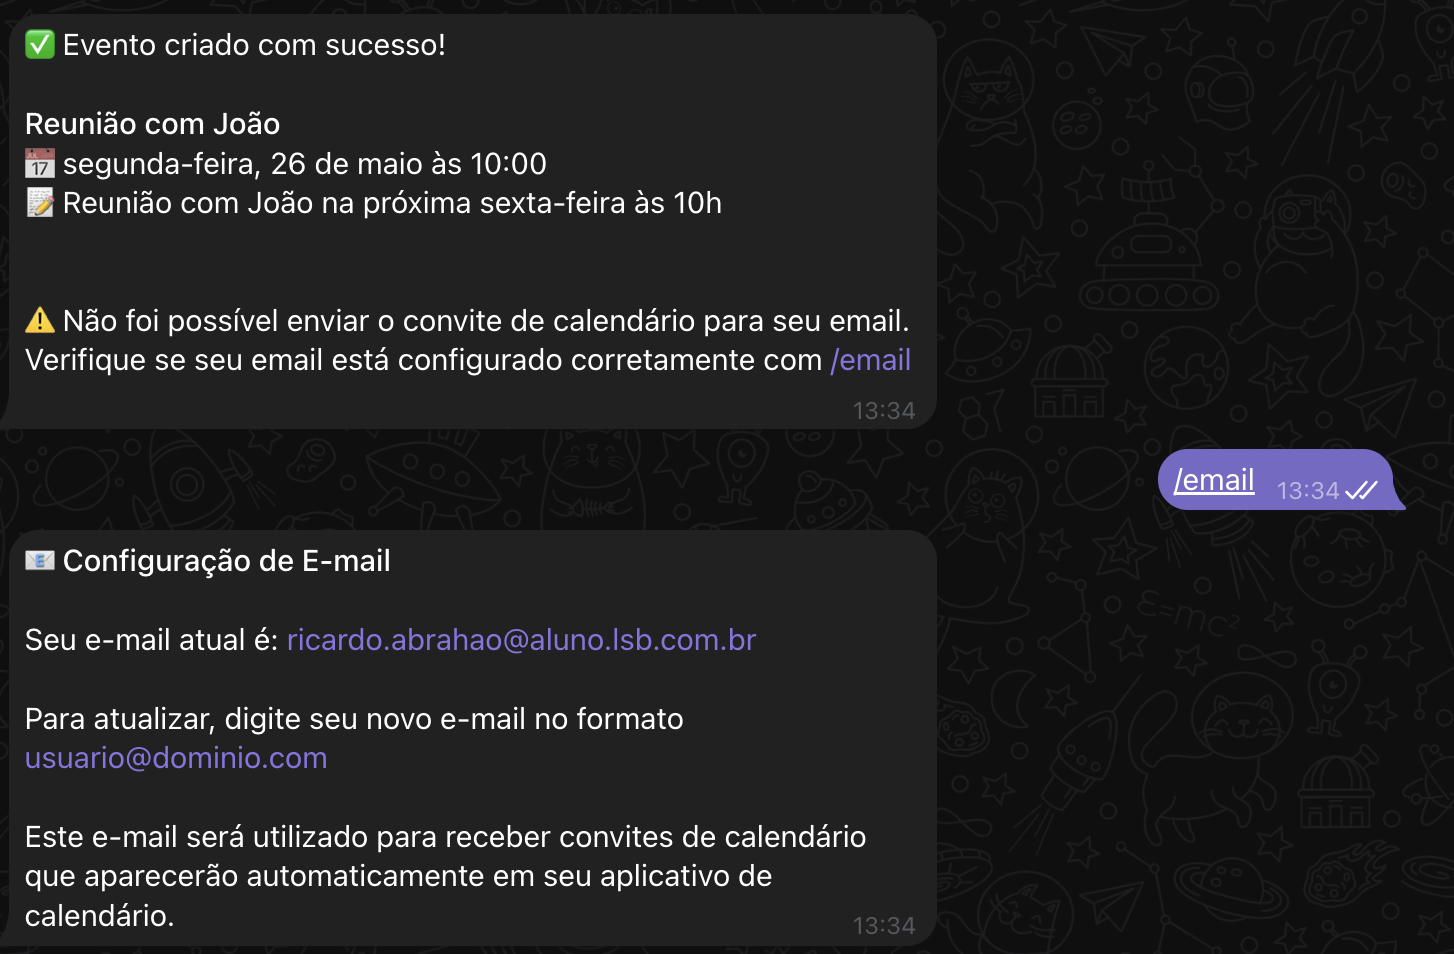 ✅ Evento criado com sucesso!
Reunião com João
📅 segunda-feira, 26 de maio às 10:00
📝 Reunião com João na próxima sexta-feira às 10h
⚠️ Não foi possível enviar o convite de calendário para seu email.
Verifique se seu email está configurado corretamente com /email
13:34
/email 13:34
📧 Configuração de E-mail
Seu e-mail atual é: ricardo.abrahao@aluno.lsb.com.br
Para atualizar, digite seu novo e-mail no formato
usuario@dominio.com
Este e-mail será utilizado para receber convites de calendário
que aparecerão automaticamente em seu aplicativo de
calendário.
13:34